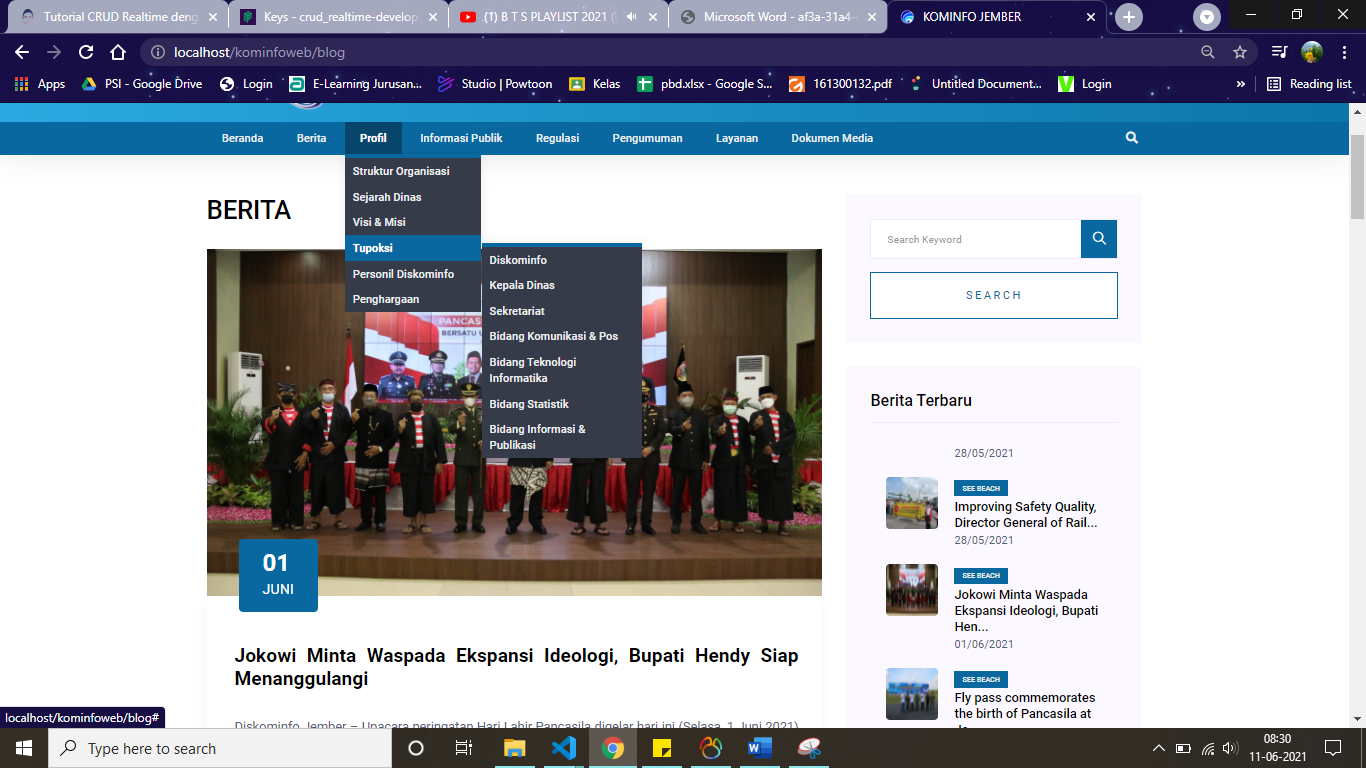 Tutorial CRUD Realtime deng
Keys - crud_realtime-develop
(1) B T S PLAYLIST 2021 (
Microsoft Word - af3a-31a4-
KOMINFO JEMBER
localhost/kominfoweb/blog
Apps
PSI - Google Drive
Login
E-Learning Jurusan...
Studio | Powtoon
Kelas
pbd.xlsx - Google S...
161300132.pdf
Untitled Document...
Login
»
Reading list
Beranda
Berita
Profil
Informasi Publik
Regulasi
Pengumuman
Layanan
Dokumen Media
Struktur Organisasi
Sejarah Dinas
Visi & Misi
Tupoksi
Personil Diskominfo
Penghargaan
Diskominfo
Kepala Dinas
Sekretariat
Bidang Komunikasi & Pos
Bidang Teknologi
Informatika
Bidang Statistik
Bidang Informasi &
Publikasi
BERITA
PANCAS
BERSATU
01
JUNI
Jokowi Minta Waspada Ekspansi Ideologi, Bupati Hendy Siap
Menanggulangi
Diskominfo Jember – Upacara peringatan Hari Lahir Pancasila digelar hari ini (Selasa, 1 Juni 2021)
Search Keyword
SEARCH
Berita Terbaru
28/05/2021
SEE BEACH
Improving Safety Quality,
Director General of Rail...
28/05/2021
SEE BEACH
Jokowi Minta Waspada
Ekspansi Ideologi, Bupati
Hen...
01/06/2021
SEE BEACH
Fly pass commemorates
the birth of Pancasila at
localhost/kominfoweb/blog#
Type here to search
08:30
11-06-2021